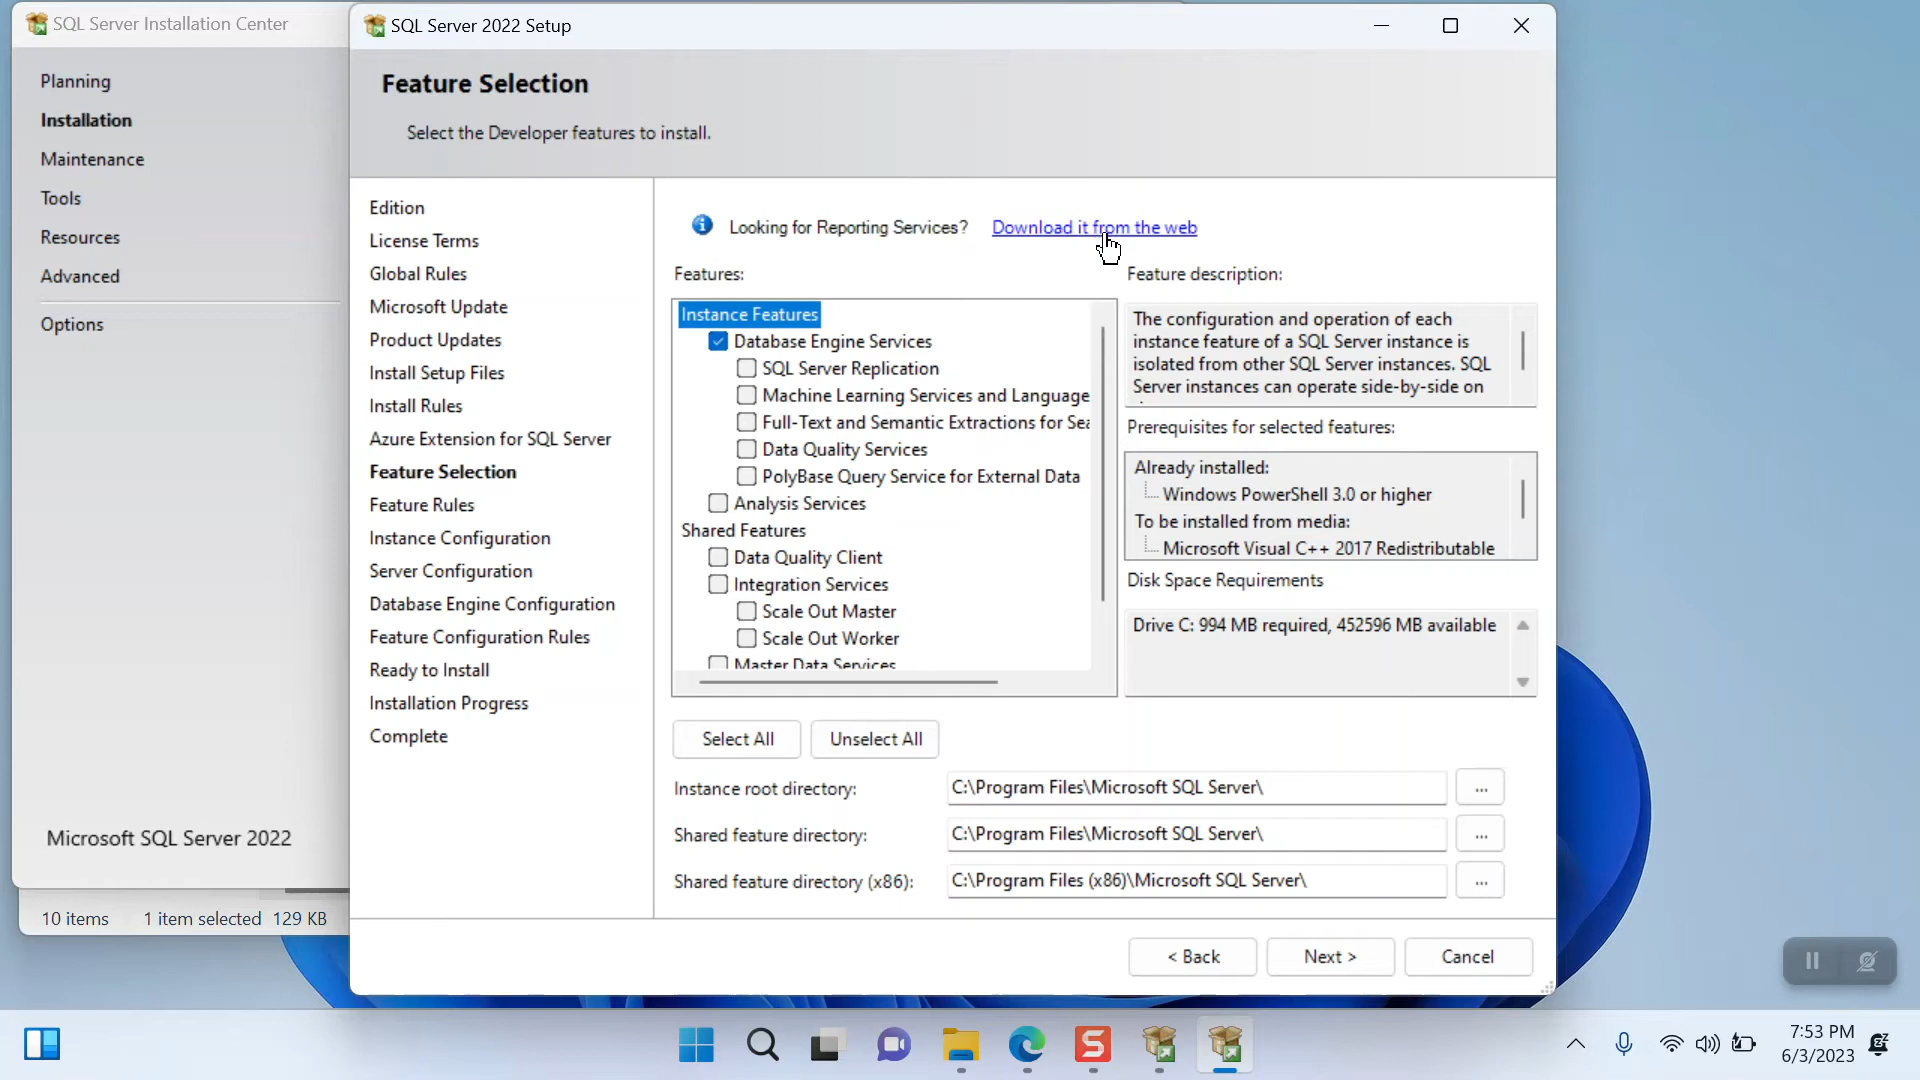 SQL Server Installation Center
Planning
Installation
Maintenance
Tools
Resources
Advanced
Options
Microsoft SQL Server 2022
10 items 1 item selected 129 KB
SQL Server 2022 Setup
Feature Selection
Select the Developer features to install.
Edition
License Terms
Global Rules
Microsoft Update
Product Updates
Install Setup Files
Install Rules
Azure Extension for SQL Server
Feature Selection
Feature Rules
Instance Configuration
Server Configuration
Database Engine Configuration
Feature Configuration Rules
Ready to Install
Installation Progress
Complete
Looking for Reporting Services? Download it from the web
Features:
Instance Features
Database Engine Services
SQL Server Replication
Machine Learning Services and Language
Full-Text and Semantic Extractions for Sea
Data Quality Services
PolyBase Query Service for External Data
Analysis Services
Shared Features
Data Quality Client
Integration Services
Scale Out Master
Scale Out Worker
Master Data Services
Feature description:
The configuration and operation of each
instance feature of a SQL Server instance is
isolated from other SQL Server instances. SQL
Server instances can operate side-by-side on
Prerequisites for selected features:
Already installed:
Windows PowerShell 3.0 or higher
To be installed from media:
Microsoft Visual C++ 2017 Redistributable
Disk Space Requirements
Drive C: 994 MB required, 452596 MB available
Select All Unselect All
Instance root directory: C:\Program Files\Microsoft SQL Server\ ...
Shared feature directory: C:\Program Files\Microsoft SQL Server\ ...
Shared feature directory (x86): C:\Program Files (x86)\Microsoft SQL Server\ ...
< Back Next > Cancel
7:53 PM
6/3/2023